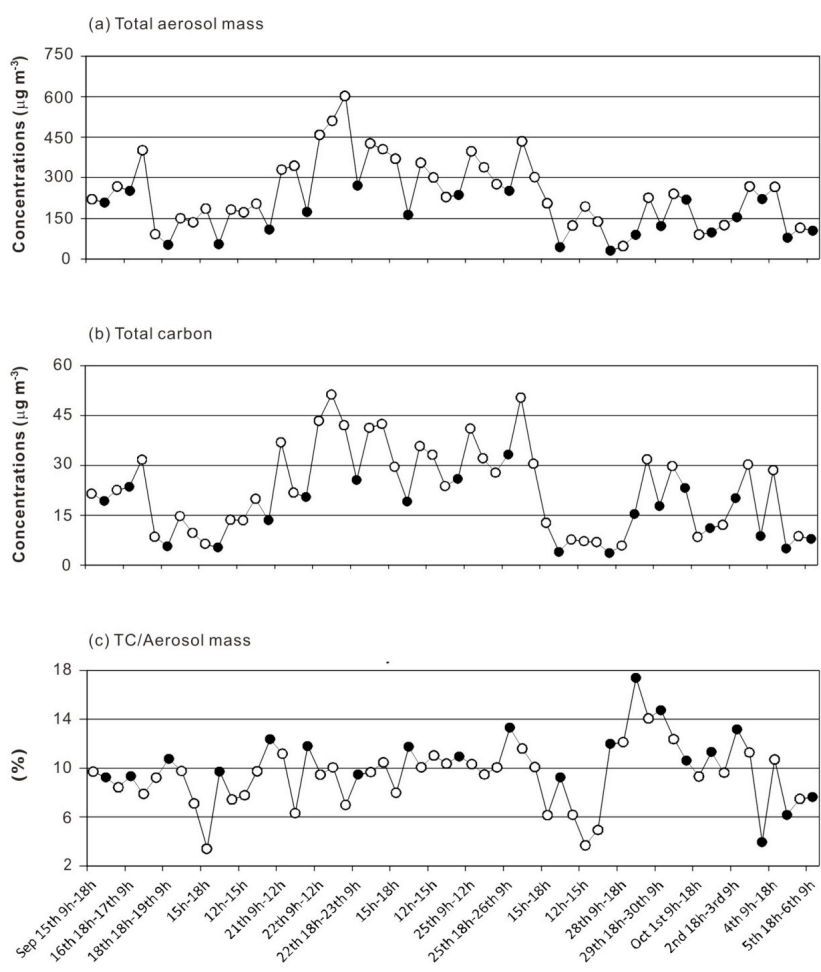 (a) Total aerosol mass
Concentrations (μg m⁻³)
750
600
450
300
150
0
(b) Total carbon
Concentrations (μg m⁻³)
60
45
30
15
0
(c) TC/Aerosol mass
(%)
18
14
10
6
2
Sep 15th 9h-18h
16th 18h-17th 9h
18th 18h-19th 9h
15h-18h
12h-15h
21th 9h-12h
22th 9h-12h
22th 18h-23th 9h
15h-18h
12h-15h
25th 9h-12h
25th 18h-26th 9h
15h-18h
12h-15h
28th 9h-18h
29th 18h-30th 9h
Oct 1st 9h-18h
2nd 18h-3rd 9h
4th 9h-18h
5th 18h-6th 9h